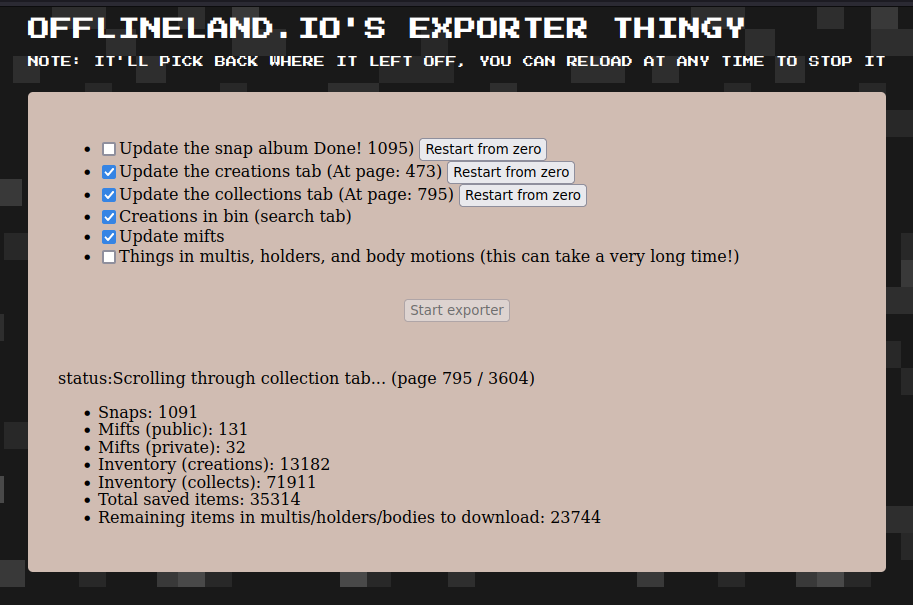 OFFLINELAND.IO'S EXPORTER THINGY
NOTE: IT'LL PICK BACK WHERE IT LEFT OFF, YOU CAN RELOAD AT ANY TIME TO STOP IT
Update the snap album Done! 1095) Restart from zero
Update the creations tab (At page: 473) Restart from zero
Update the collections tab (At page: 795) Restart from zero
Creations in bin (search tab)
Update mifts
Things in multis, holders, and body motions (this can take a very long time!)
Start exporter
status:Scrolling through collection tab... (page 795 / 3604)
Snaps: 1091
Mifts (public): 131
Mifts (private): 32
Inventory (creations): 13182
Inventory (collects): 71911
Total saved items: 35314
Remaining items in multis/holders/bodies to download: 23744